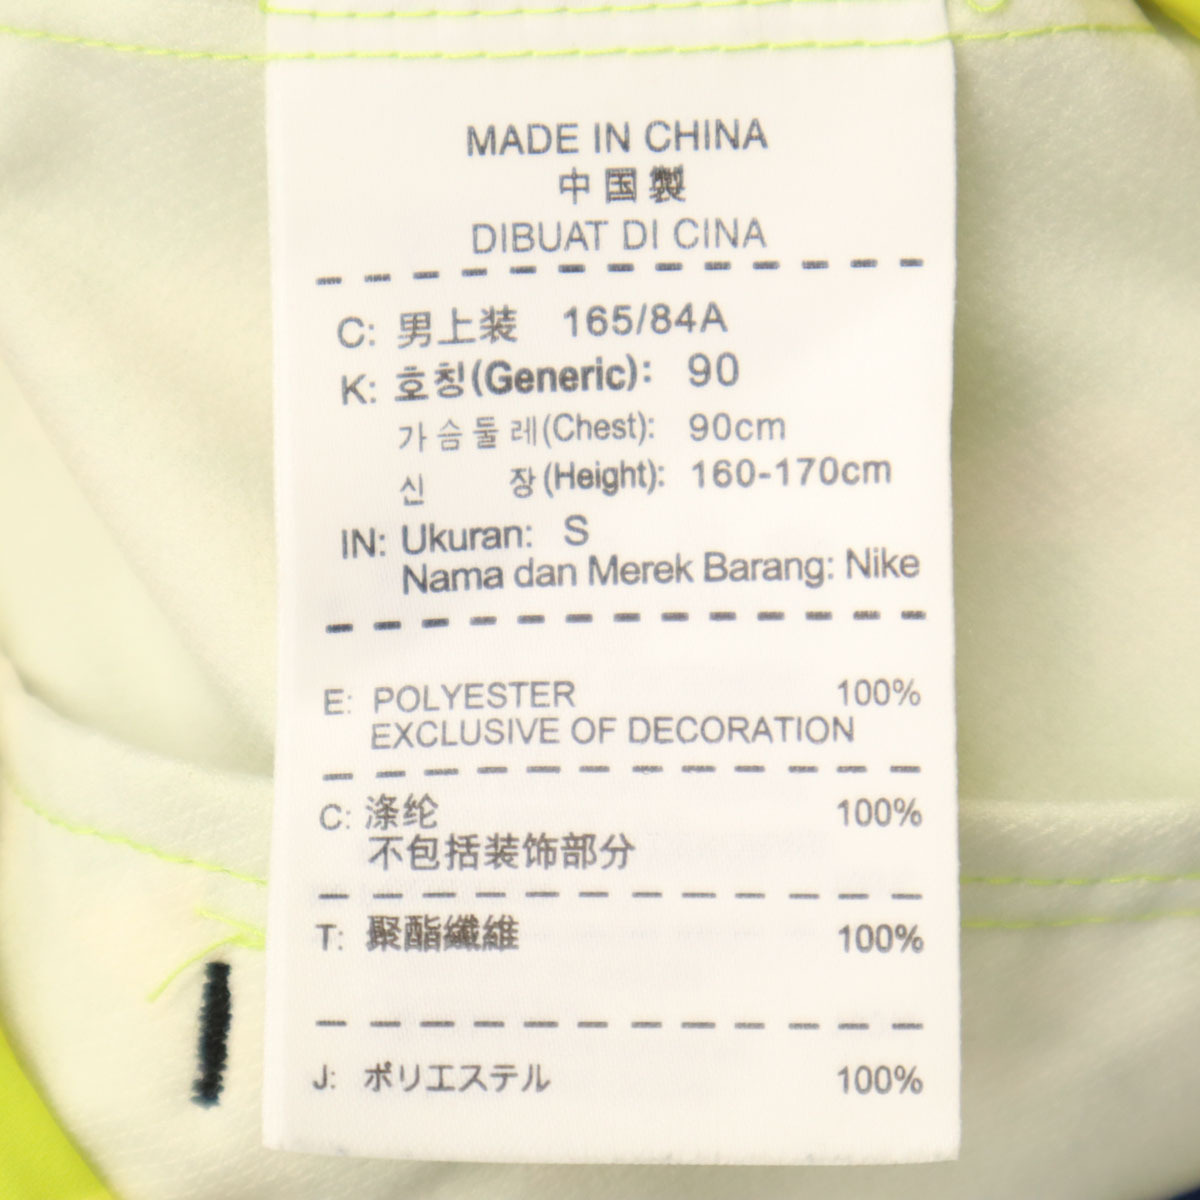 MADE IN CHINA
中国製
DIBUAT DI CINA
C: 男上装 165/84A
K: 호칭(Generic): 90
가슴둘레(Chest): 90cm
신 장(Height): 160-170cm
IN: Ukuran: S
Nama dan Merek Barang: Nike
E: POLYESTER 100%
EXCLUSIVE OF DECORATION
C: 涤纶 100%
不包括装饰部分
T: 聚酯纖維 100%
J: ポリエステル 100%